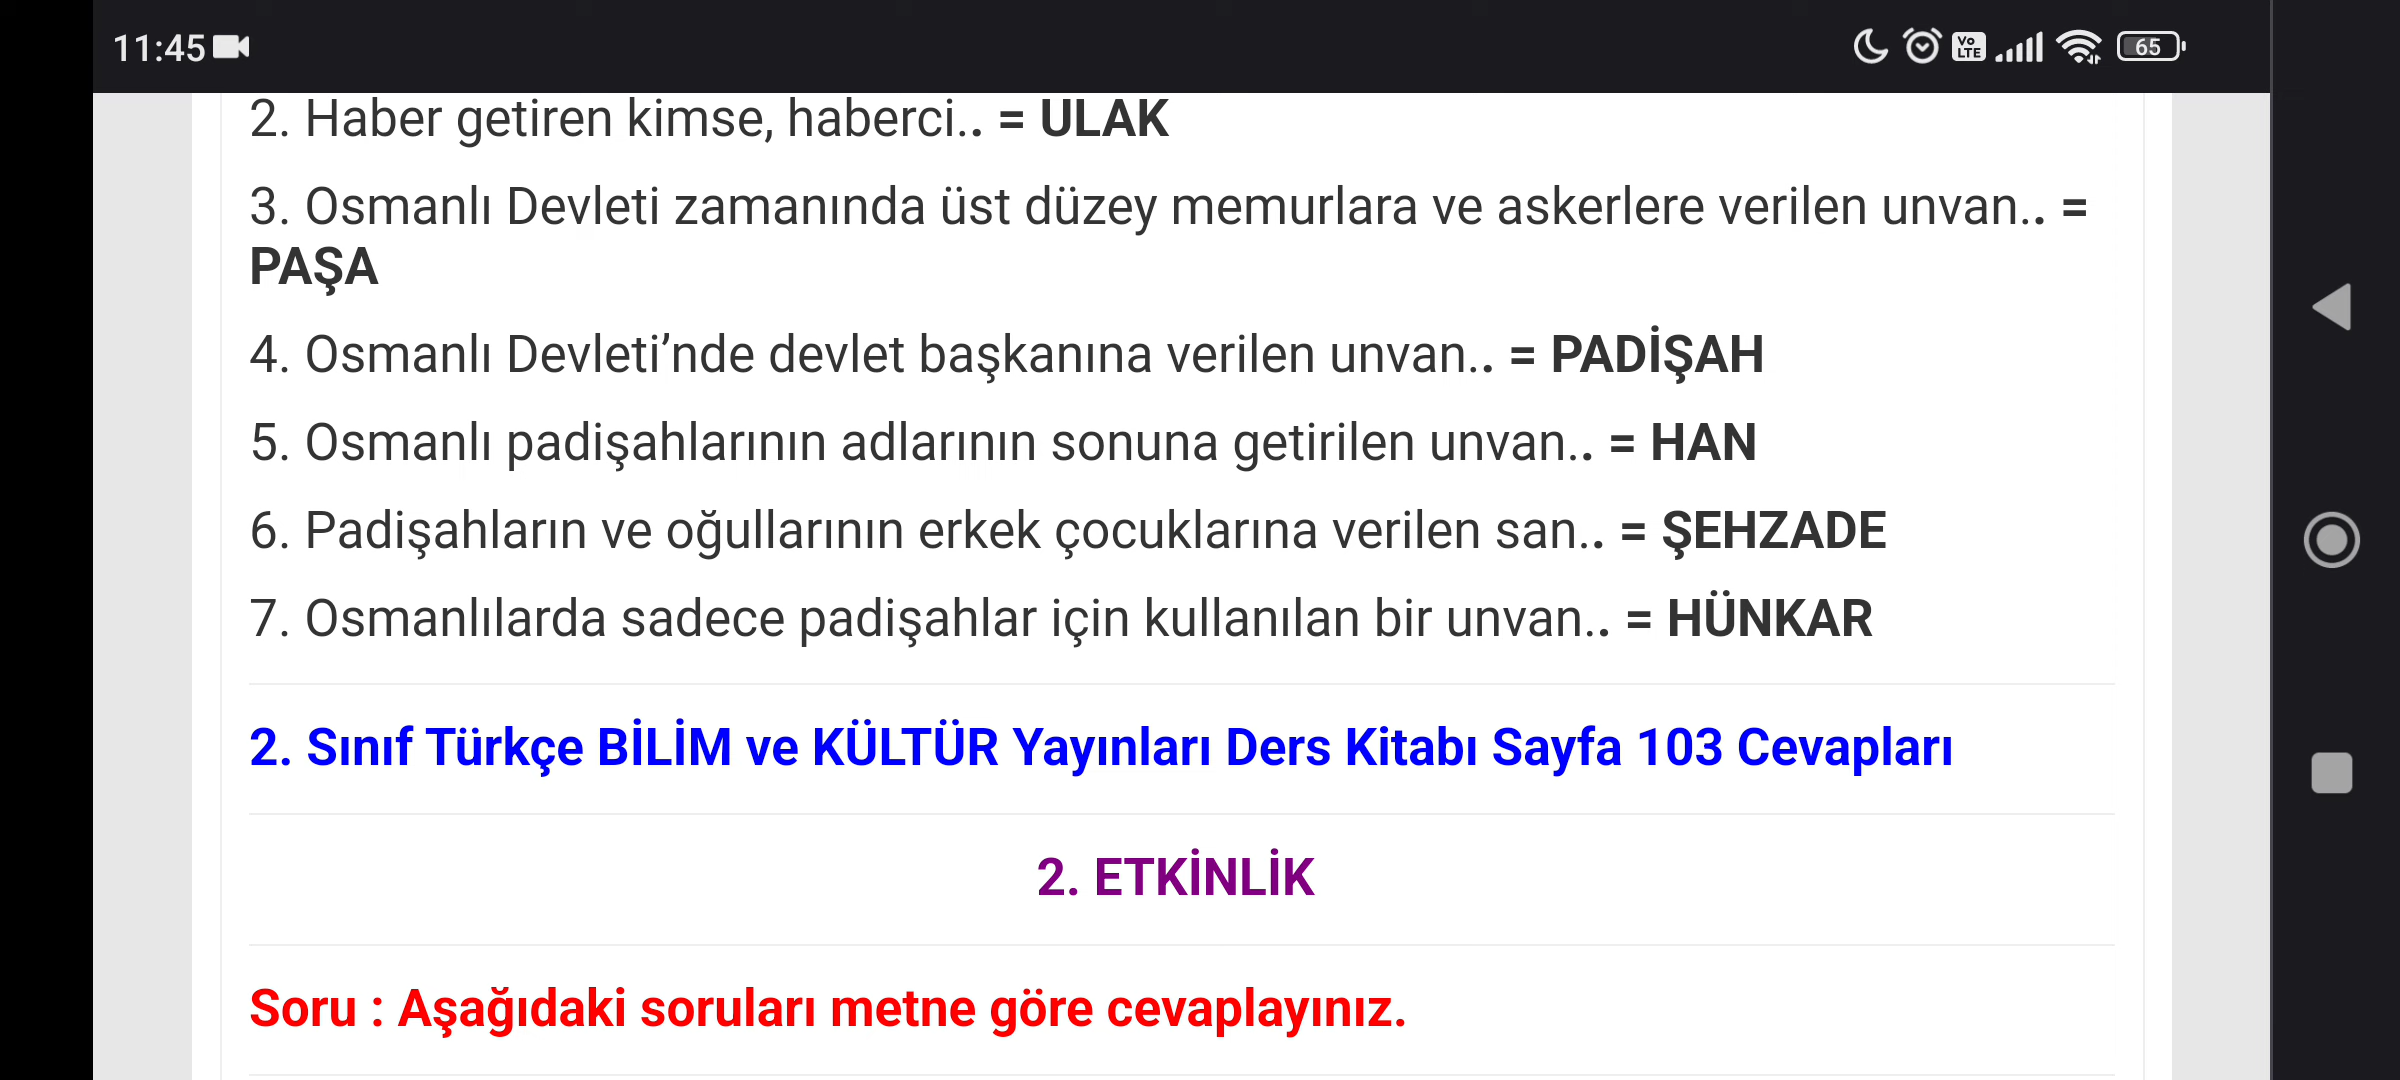 11:45
Vo LTE
65
2. Haber getiren kimse, haberci.. = ULAK
3. Osmanlı Devleti zamanında üst düzey memurlara ve askerlere verilen unvan.. =
PAŞA
4. Osmanlı Devleti’nde devlet başkanına verilen unvan.. = PADİŞAH
5. Osmanlı padişahlarının adlarının sonuna getirilen unvan.. = HAN
6. Padişahların ve oğullarının erkek çocuklarına verilen san.. = ŞEHZADE
7. Osmanlılarda sadece padişahlar için kullanılan bir unvan.. = HÜNKAR
2. Sınıf Türkçe BİLİM ve KÜLTÜR Yayınları Ders Kitabı Sayfa 103 Cevapları
2. ETKİNLİK
Soru : Aşağıdaki soruları metne göre cevaplayınız.